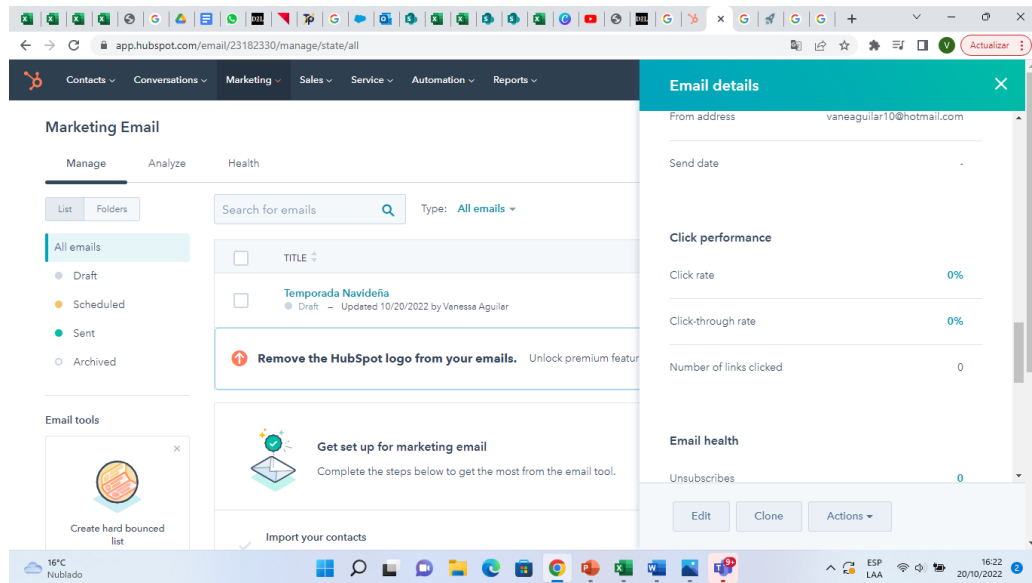 app.hubspot.com/email/23182330/manage/state/all
Actualizar
Contacts
Conversations
Marketing
Sales
Service
Automation
Reports
Marketing Email
Manage
Analyze
Health
List
Folders
Search for emails
Type: All emails
All emails
Draft
Scheduled
Sent
Archived
TITLE
Temporada Navideña
Draft – Updated 10/20/2022 by Vanessa Aguilar
Remove the HubSpot logo from your emails. Unlock premium featur
Get set up for marketing email
Complete the steps below to get the most from the email tool.
Import your contacts
Email tools
Create hard bounced
list
Email details
From address vaneaguilar10@hotmail.com
Send date -
Click performance
Click rate 0%
Click-through rate 0%
Number of links clicked 0
Email health
Unsubscribes 0
Edit
Clone
Actions
16°C
Nublado
ESP
LAA
16:22
20/10/2022